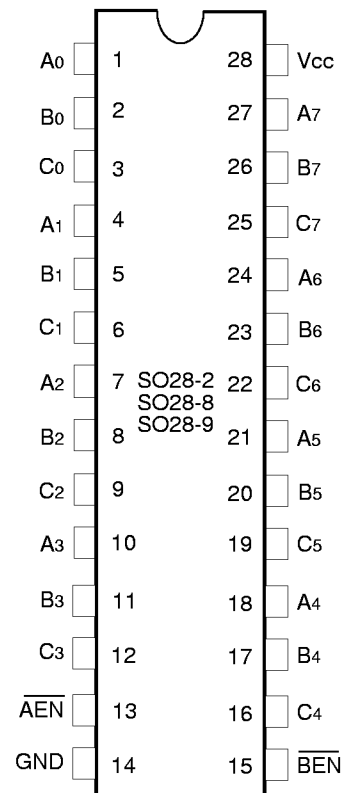 A0 1 28 Vcc
B0 2 27 A7
C0 3 26 B7
A1 4 25 C7
B1 5 24 A6
C1 6 23 B6
A2 7 SO28-2 22 C6
SO28-8
B2 8 SO28-9 21 A5
C2 9 20 B5
A3 10 19 C5
B3 11 18 A4
C3 12 17 B4
A̅E̅N̅ 13 16 C4
GND 14 15 B̅E̅N̅